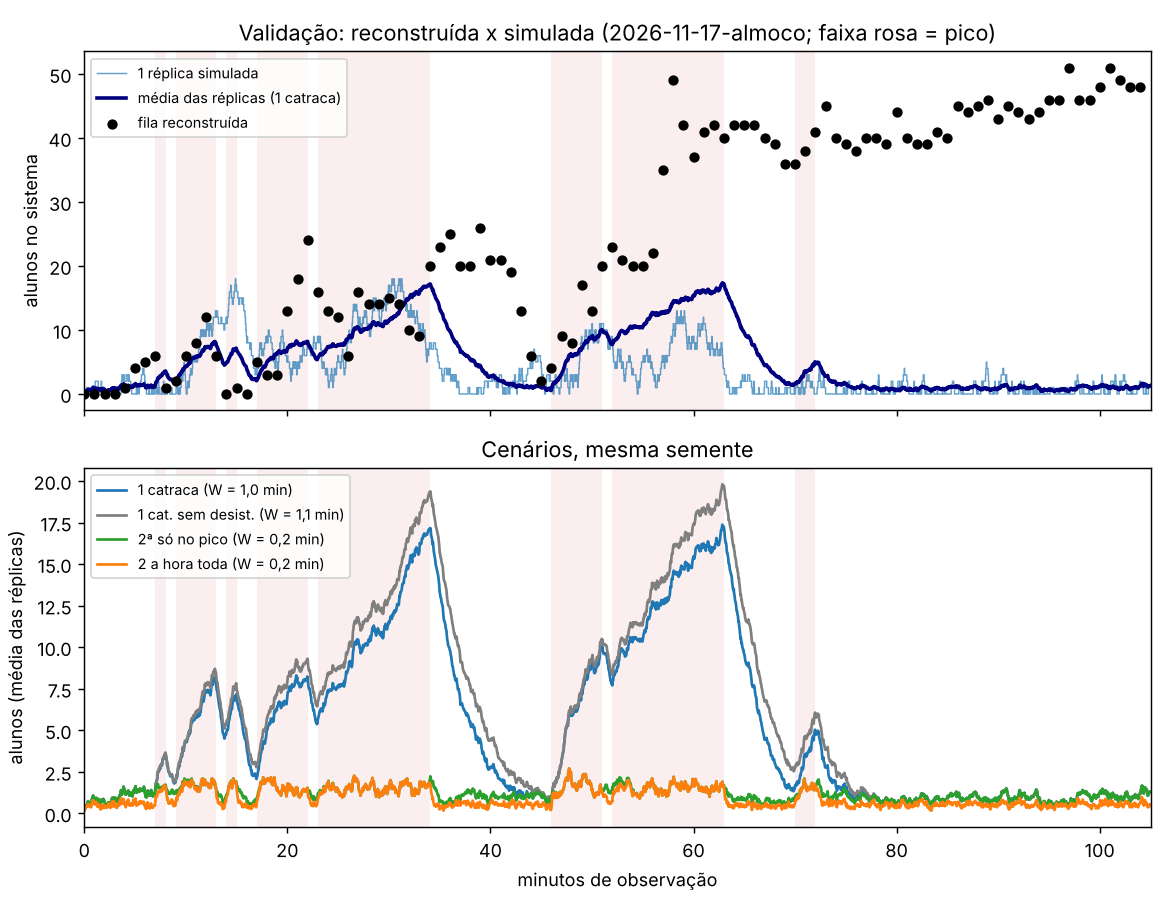 Validação: reconstruída x simulada (2026-11-17-almoco; faixa rosa = pico)
1 réplica simulada
média das réplicas (1 catraca)
fila reconstruída
alunos no sistema
50
40
30
20
10
0
Cenários, mesma semente
1 catraca (W = 1,0 min)
1 cat. sem desist. (W = 1,1 min)
2ª só no pico (W = 0,2 min)
2 a hora toda (W = 0,2 min)
alunos (média das réplicas)
20.0
17.5
15.0
12.5
10.0
7.5
5.0
2.5
0.0
0 20 40 60 80 100
minutos de observação